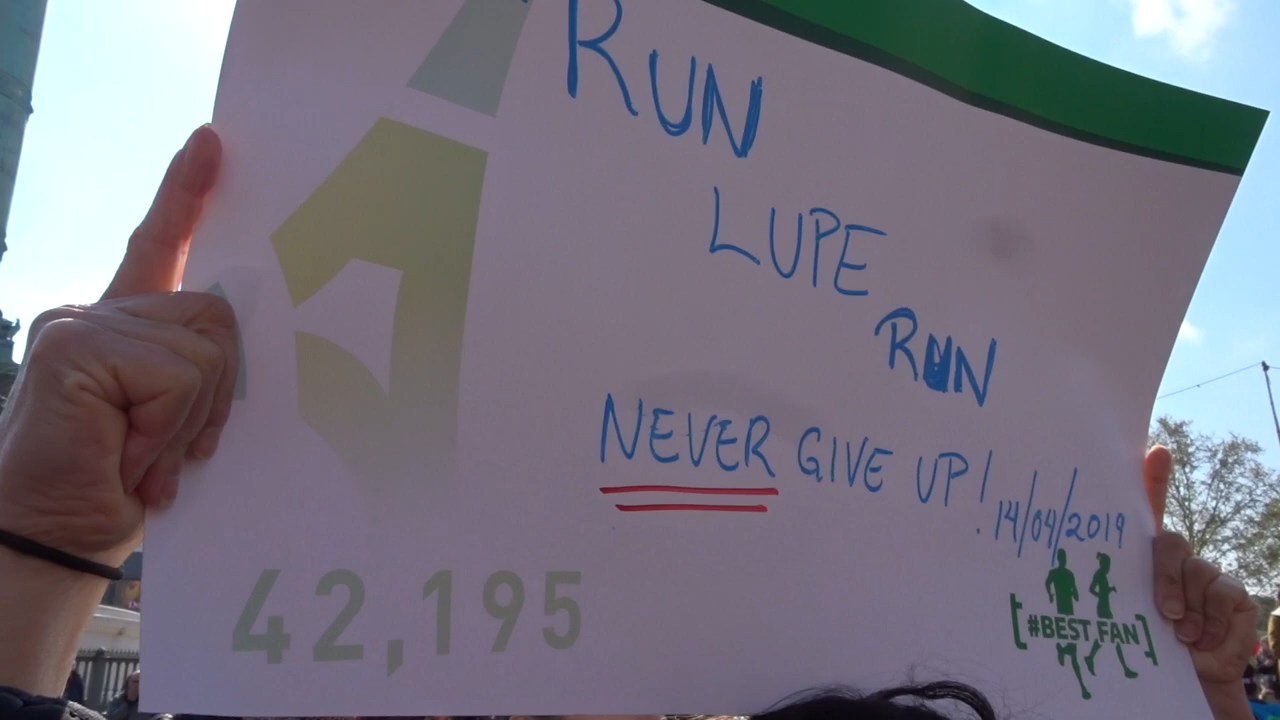 RUN
LUPE
RUN
NEVER GIVE UP!
14/04/2019
42,195
#BEST FAN